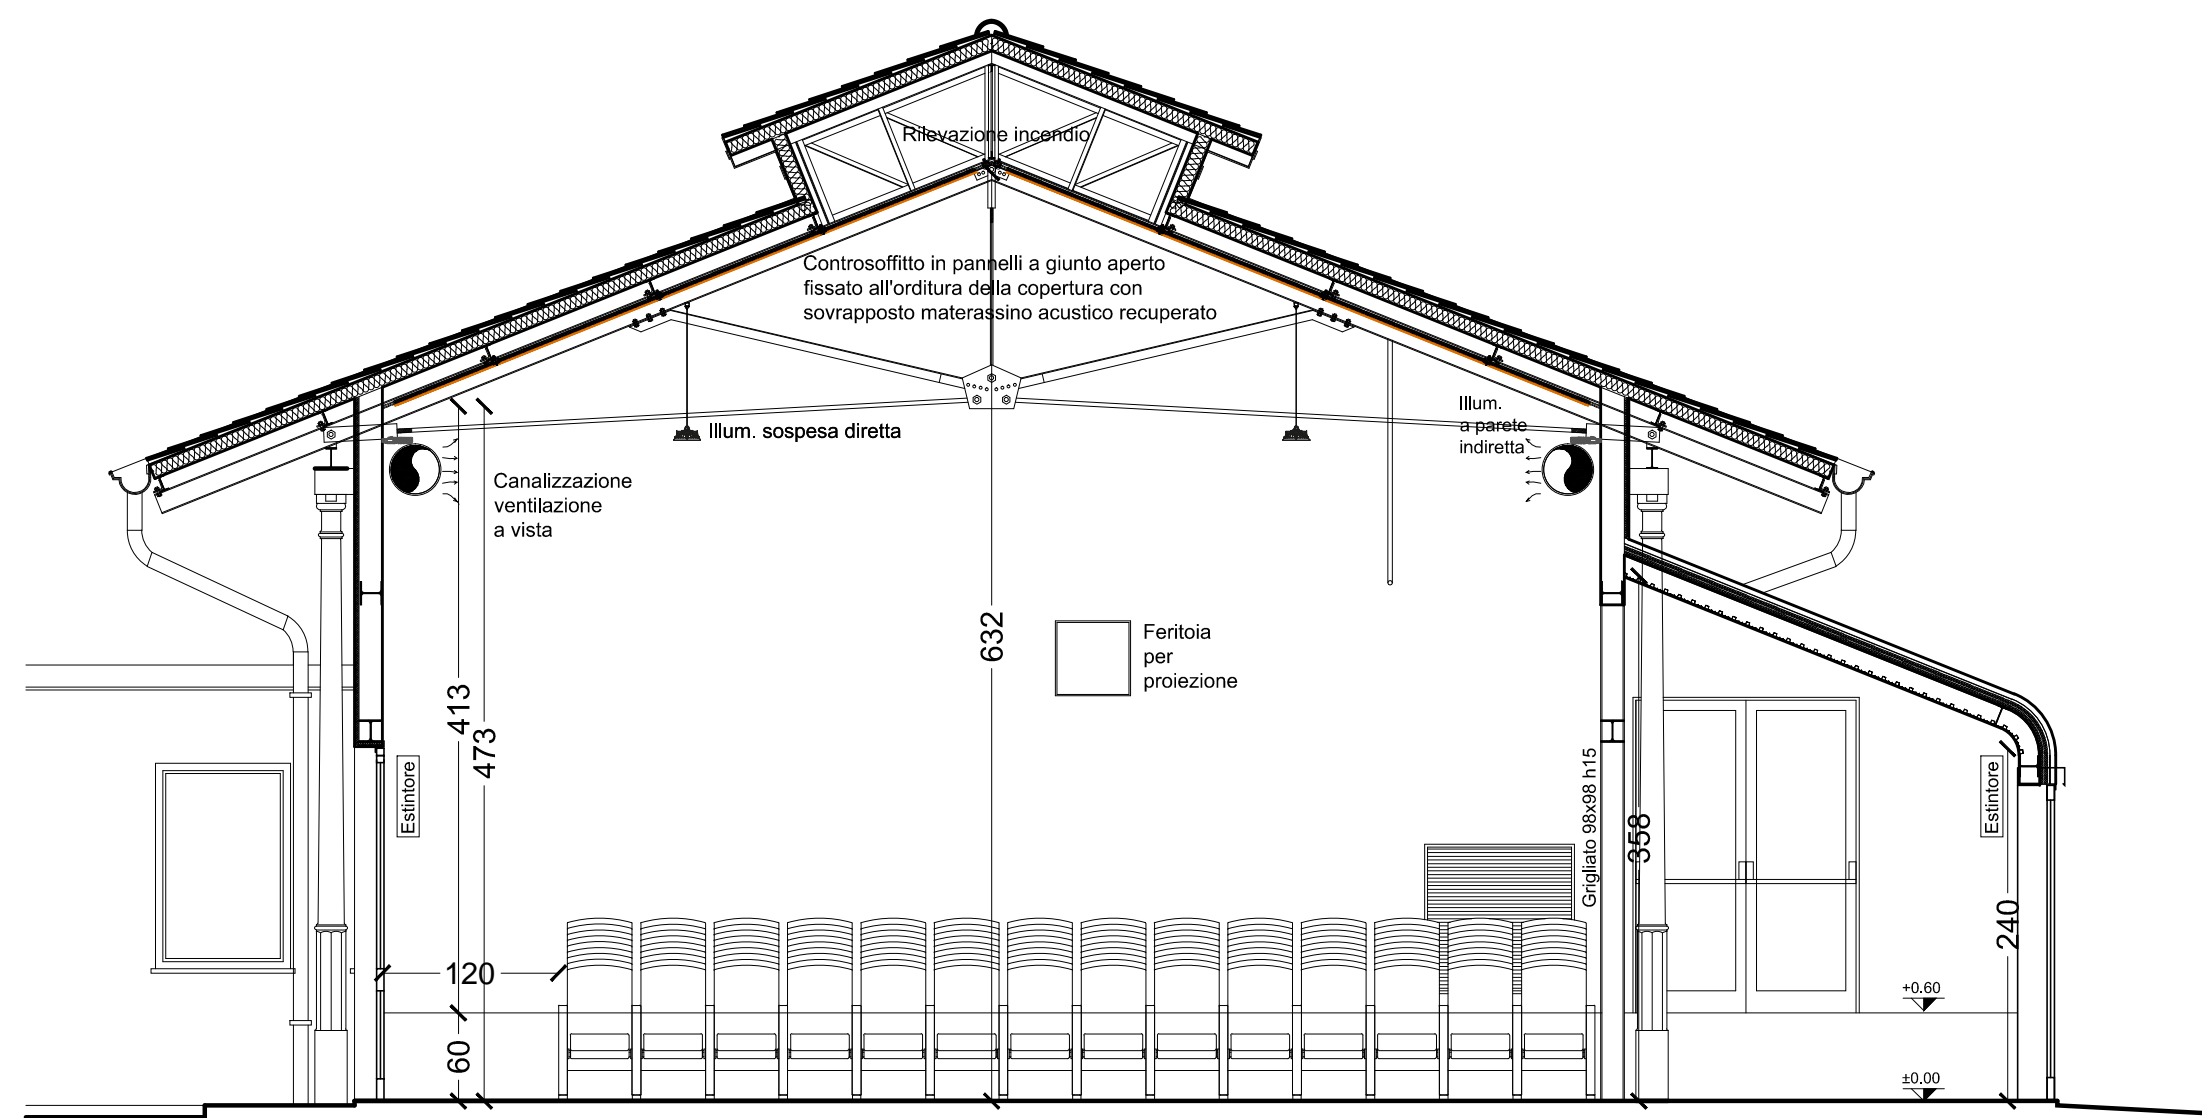 Rilevazione incendio
Controsoffitto in pannelli a giunto aperto
fissato all'orditura della copertura con
sovrapposto materassino acustico recuperato
Illum. sospesa diretta
Illum.
a parete
indiretta
Canalizzazione
ventilazione
a vista
632
Feritoia
per
proiezione
413
473
Estintore
Grigliato 98x98 h15
358
Estintore
240
120
60
+0.60
±0.00